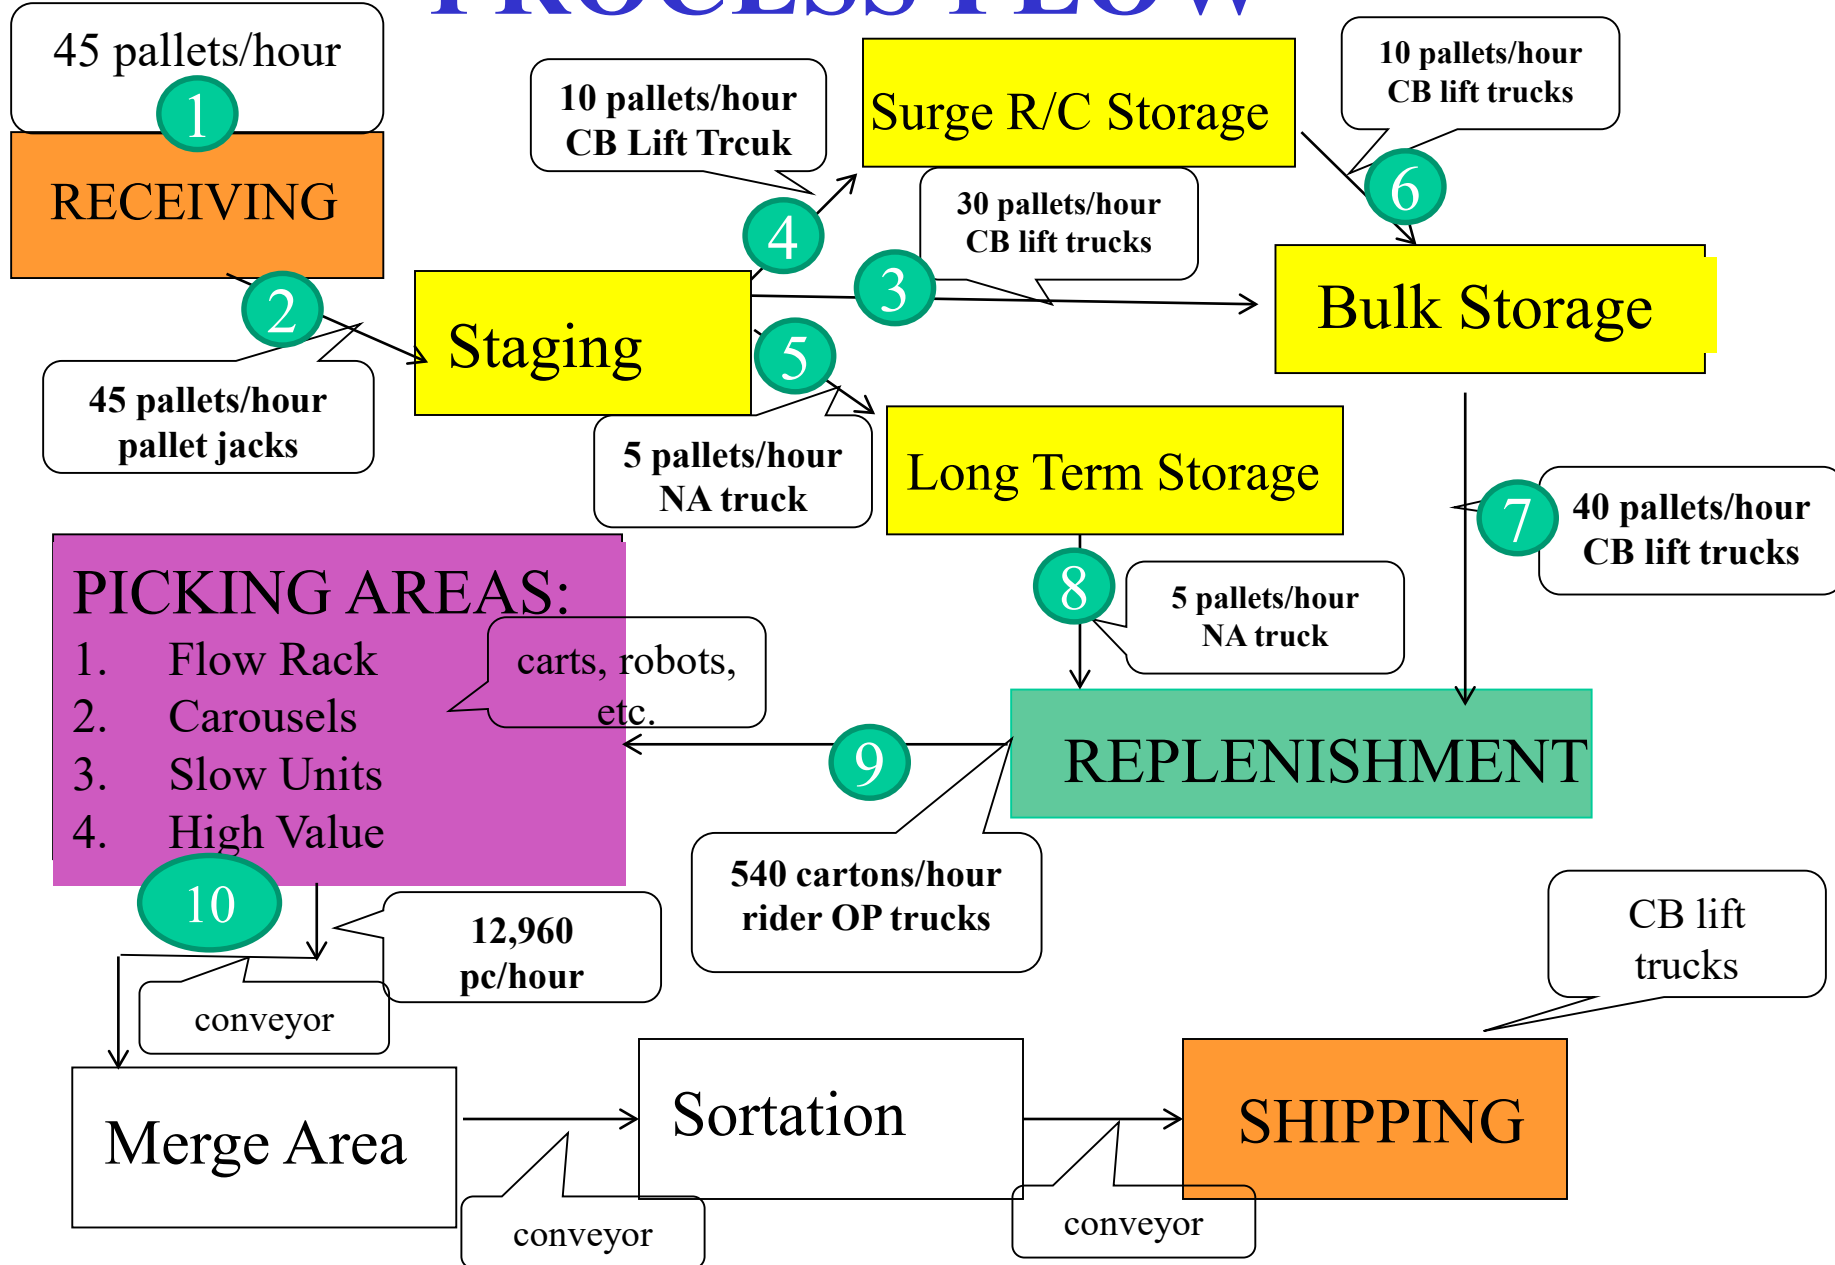 PROCESS FLOW
45 pallets/hour
1
RECEIVING
2
45 pallets/hour
pallet jacks
Staging
10 pallets/hour
CB Lift Trcuk
4
Surge R/C Storage
30 pallets/hour
CB lift trucks
3
10 pallets/hour
CB lift trucks
6
Bulk Storage
5
5 pallets/hour
NA truck
Long Term Storage
7
40 pallets/hour
CB lift trucks
8
5 pallets/hour
NA truck
REPLENISHMENT
9
540 cartons/hour
rider OP trucks
PICKING AREAS:
1. Flow Rack
2. Carousels
3. Slow Units
4. High Value
carts, robots,
etc.
10
12,960
pc/hour
conveyor
Merge Area
conveyor
Sortation
conveyor
SHIPPING
CB lift
trucks